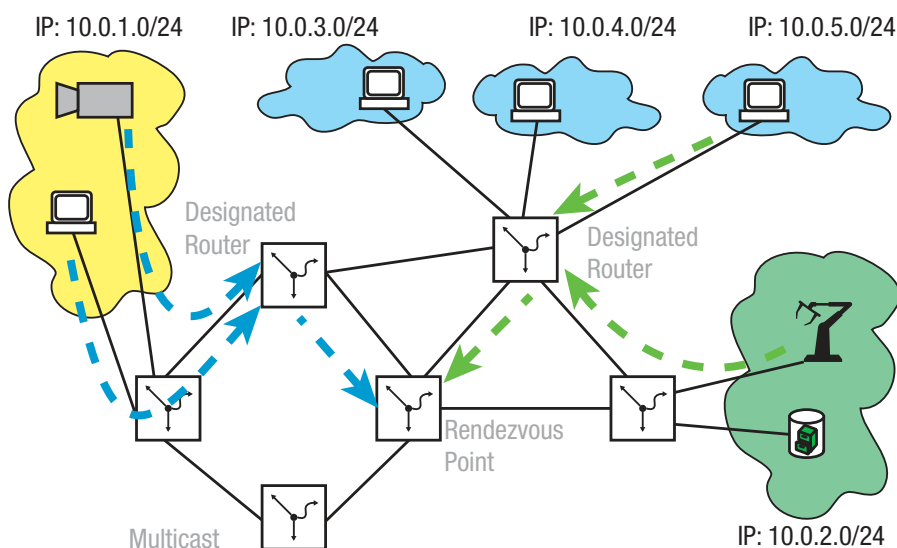 IP: 10.0.1.0/24
IP: 10.0.3.0/24
IP: 10.0.4.0/24
IP: 10.0.5.0/24
Designated
Router
Designated
Router
Rendezvous
Point
Multicast
IP: 10.0.2.0/24